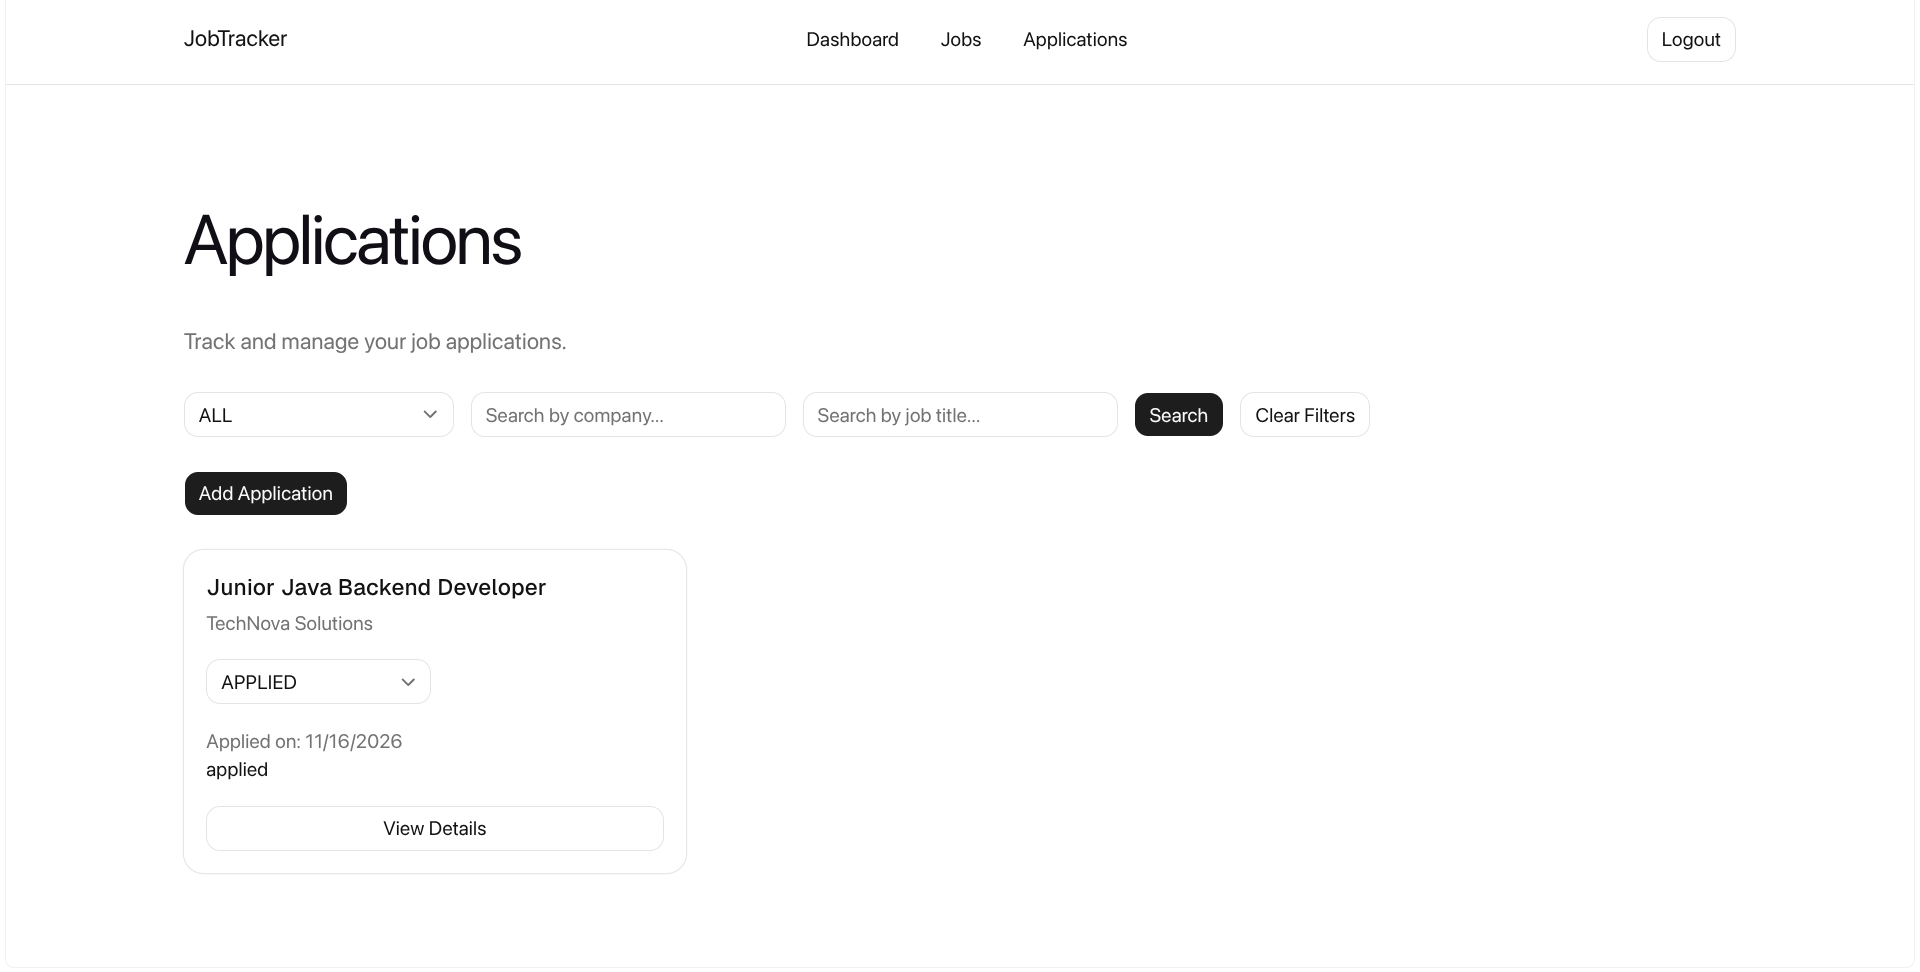 JobTracker
Dashboard Jobs Applications
Logout
Applications
Track and manage your job applications.
ALL
Search by company...
Search by job title...
Search
Clear Filters
Add Application
Junior Java Backend Developer
TechNova Solutions
APPLIED
Applied on: 11/16/2026
applied
View Details